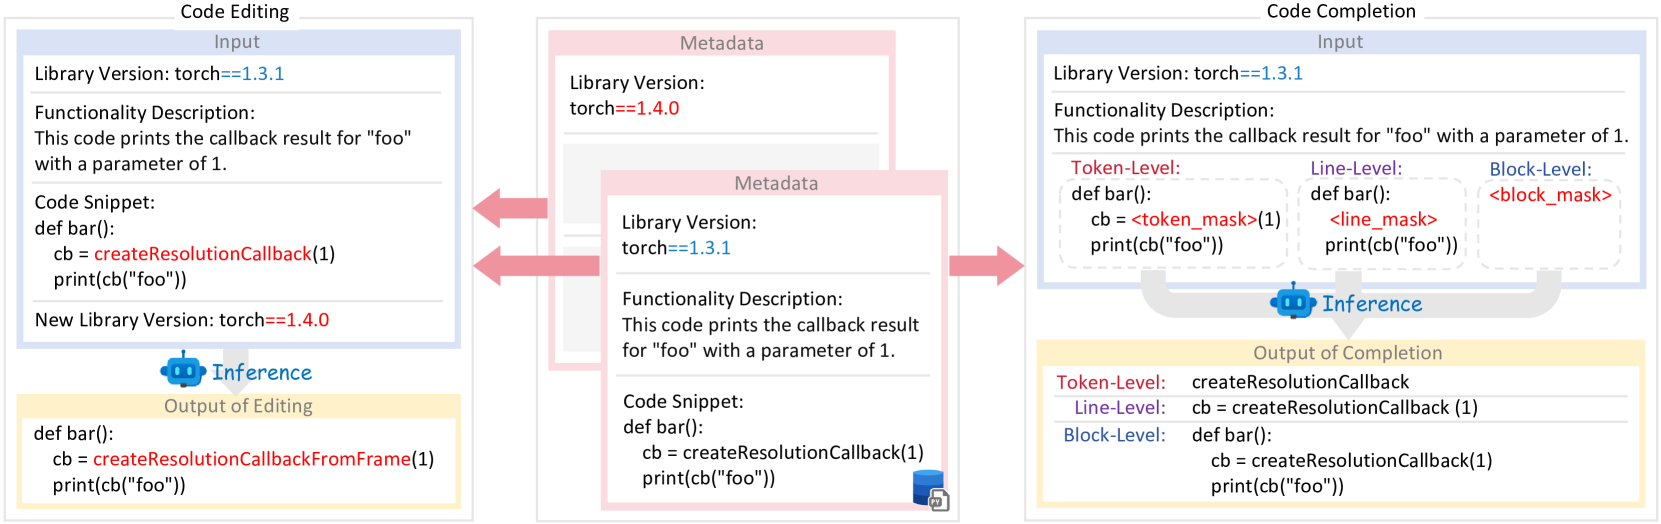 Code Editing
Input
Library Version: torch==1.3.1
Functionality Description:
This code prints the callback result for "foo"
with a parameter of 1.
Code Snippet:
def bar():
cb = createResolutionCallback(1)
print(cb("foo"))
New Library Version: torch==1.4.0
Inference
Output of Editing
def bar():
cb = createResolutionCallbackFromFrame(1)
print(cb("foo"))
Metadata
Library Version:
torch==1.4.0
Metadata
Library Version:
torch==1.3.1
Functionality Description:
This code prints the callback result
for "foo" with a parameter of 1.
Code Snippet:
def bar():
cb = createResolutionCallback(1)
print(cb("foo"))
PY
Code Completion
Input
Library Version: torch==1.3.1
Functionality Description:
This code prints the callback result for "foo" with a parameter of 1.
Token-Level:
def bar():
cb = <token_mask>(1)
print(cb("foo"))
Line-Level:
def bar():
<line_mask>
print(cb("foo"))
Block-Level:
<block_mask>
Inference
Output of Completion
Token-Level: createResolutionCallback
Line-Level: cb = createResolutionCallback (1)
Block-Level: def bar():
cb = createResolutionCallback(1)
print(cb("foo"))